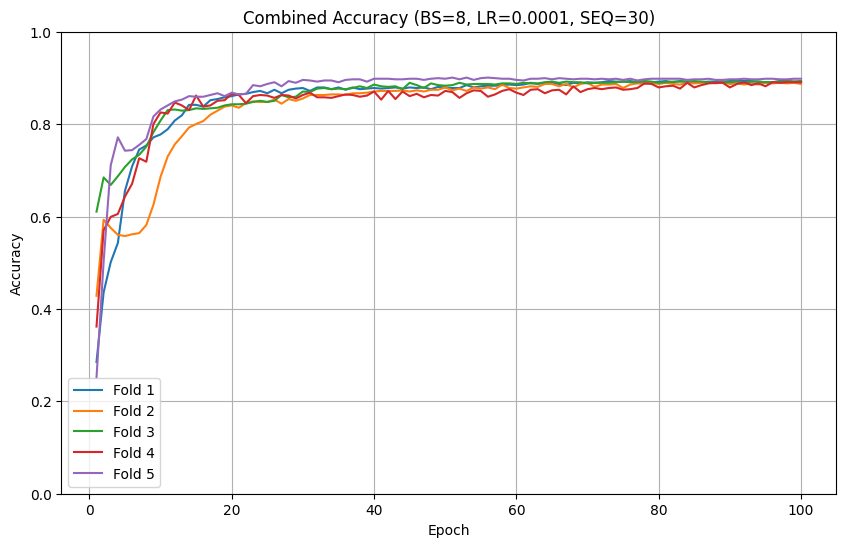 Combined Accuracy (BS=8, LR=0.0001, SEQ=30)
1.0
0.8
0.6
0.4
0.2
0.0
Accuracy
Fold 1
Fold 2
Fold 3
Fold 4
Fold 5
0 20 40 60 80 100
Epoch